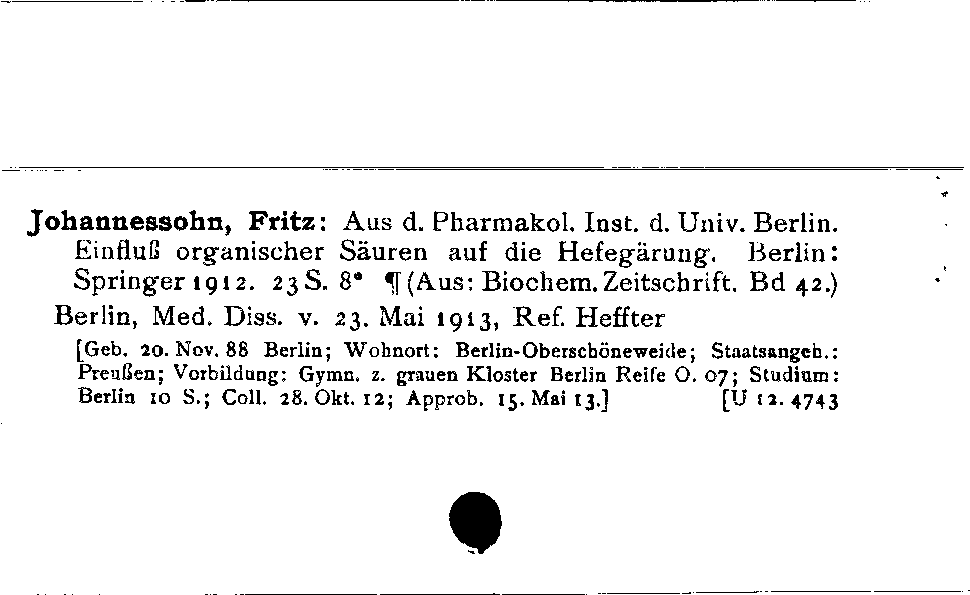 Johannessohn, Fritz: Aus d. Pharmakol. Inst. d. Univ. Berlin.
Einfluß organischer Säuren auf die Hefegärung. Berlin:
Springer 1912. 23 S. 8° ¶ (Aus: Biochem. Zeitschrift. Bd 42.)
Berlin, Med. Diss. v. 23. Mai 1913, Ref. Heffter
[Geb. 20. Nov. 88 Berlin; Wohnort: Berlin-Oberschöneweide; Staatsangeh.:
Preußen; Vorbildung: Gymn. z. grauen Kloster Berlin Reife O. 07; Studium:
Berlin 10 S.; Coll. 28. Okt. 12; Approb. 15. Mai 13.] [U 12. 4743